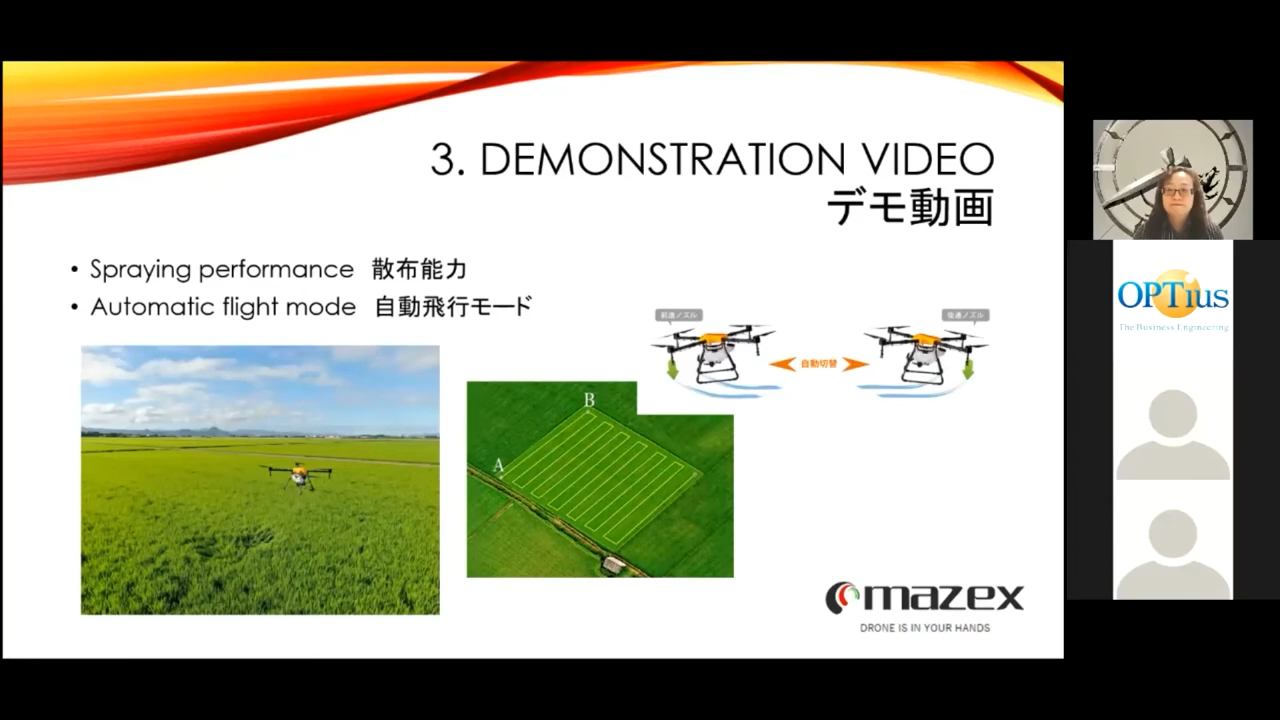 3. DEMONSTRATION VIDEO
デモ動画
• Spraying performance 散布能力
• Automatic flight mode 自動飛行モード
前進ノズル
後進ノズル
自動切替
B
A
mazex
DRONE IS IN YOUR HANDS
OPTius
The Business Engineering